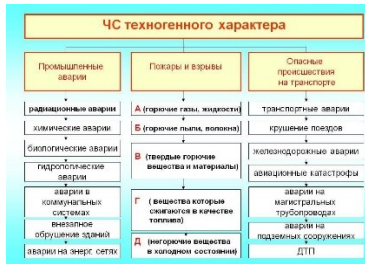 ЧС техногенного характера
Промышленные
аварии
радиационные аварии
химические аварии
биологические аварии
гидрологические
аварии
аварии в
коммунальных
системах
внезапное
обрушение зданий
аварии на энерг. сетях
Пожары и взрывы
А (горючие газы, жидкости)
Б (горючие пыли, волокна)
В (твердые горючие
вещества и материалы)
Г ( вещества которые
сжигаются в качестве
топлива)
Д (негорючие вещества
в холодном состоянии)
Опасные
происшествия
на транспорте
транспортные аварии
крушение поездов
железнодорожные аварии
авиационные катастрофы
аварии на
магистральных
трубопроводах
аварии на
подземных сооружениях
ДТП